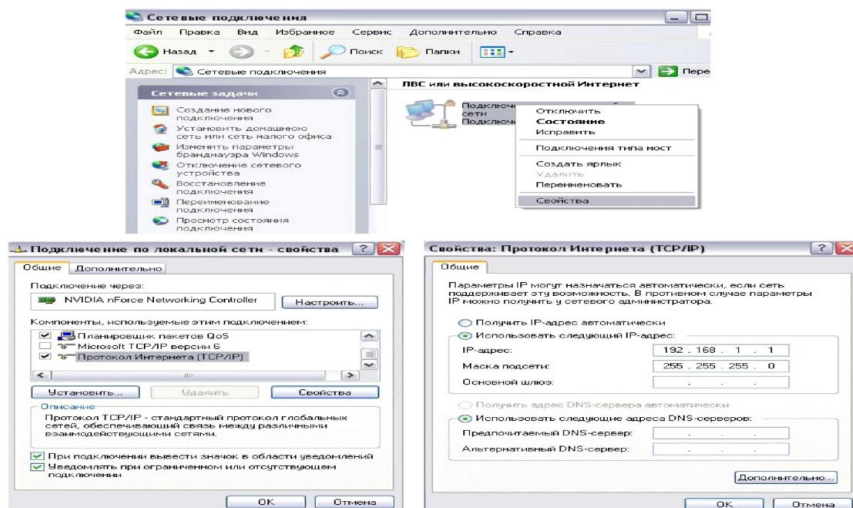 Сетевые подключения
Файл Правка Вид Избранное Сервис Дополнительно Справка
Назад Поиск Папки
Адрес: Сетевые подключения Пере
Сетевые задачи
Создание нового
подключения
Установить домашнюю
сеть или сеть малого офиса
Изменить параметры
брандмауэра Windows
Отключение сетевого
устройства
Восстановление
подключения
Переименование
подключения
Просмотр состояния
подключения
ЛВС или высокоскоростной Интернет
Подключе
сети
Подключе
Отключить
Состояние
Исправить
Подключения типа мост
Создать ярлык
Удалить
Переименовать
Свойства
Подключение по локальной сети - свойства
Общие Дополнительно
Подключение через:
NVIDIA nForce Networking Controller Настроить...
Компоненты, используемые этим подключением:
Планировщик пакетов QoS
Microsoft TCP/IP версии 6
Протокол Интернета (TCP/IP)
Установить... Удалить Свойства
Описание
Протокол TCP/IP - стандартный протокол глобальных
сетей, обеспечивающий связь между различными
взаимодействующими сетями.
При подключении вывести значок в области уведомлений
Уведомлять при ограниченном или отсутствующем
подключении
OK Отмена
Свойства: Протокол Интернета (TCP/IP)
Общие
Параметры IP могут назначаться автоматически, если сеть
поддерживает эту возможность. В противном случае параметры
IP можно получить у сетевого администратора.
Получить IP-адрес автоматически
Использовать следующий IP-адрес:
IP-адрес: 192 . 168 . 1 . 1
Маска подсети: 255 . 255 . 255 . 0
Основной шлюз: . . .
Получить адрес DNS-сервера автоматически
Использовать следующие адреса DNS-серверов:
Предпочитаемый DNS-сервер: . . .
Альтернативный DNS-сервер: . . .
Дополнительно...
OK Отмена